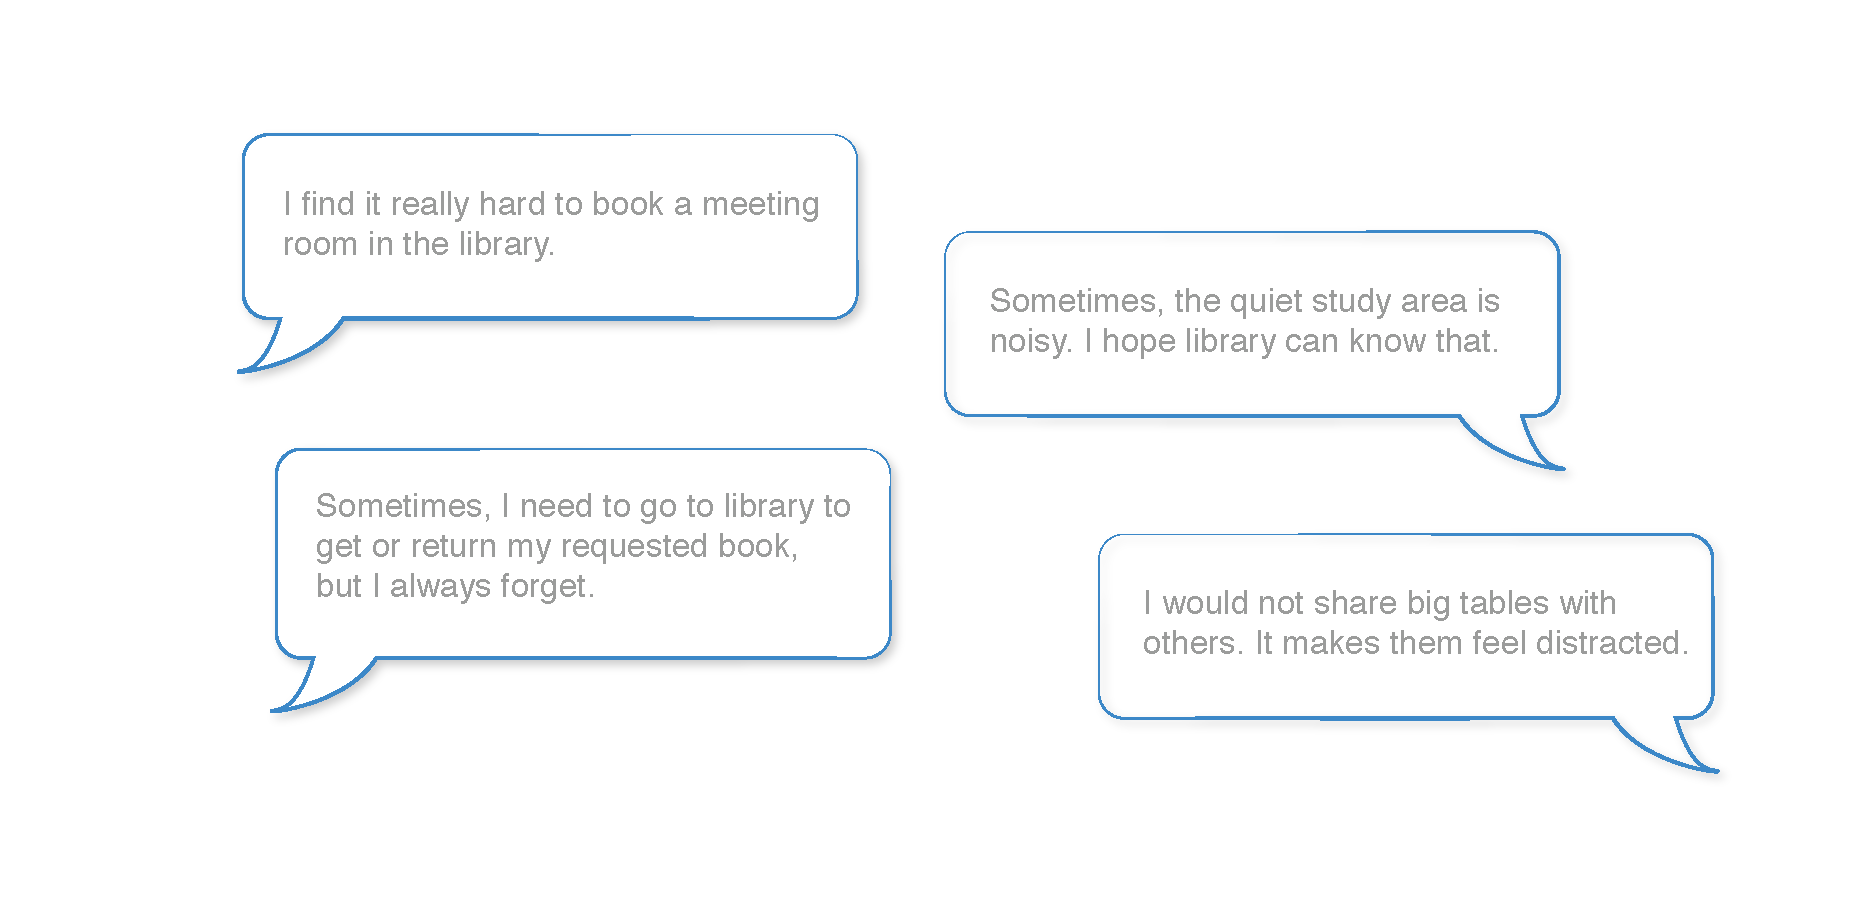 I find it really hard to book a meeting
room in the library.
Sometimes, the quiet study area is
noisy. I hope library can know that.
Sometimes, I need to go to library to
get or return my requested book,
but I always forget.
I would not share big tables with
others. It makes them feel distracted.